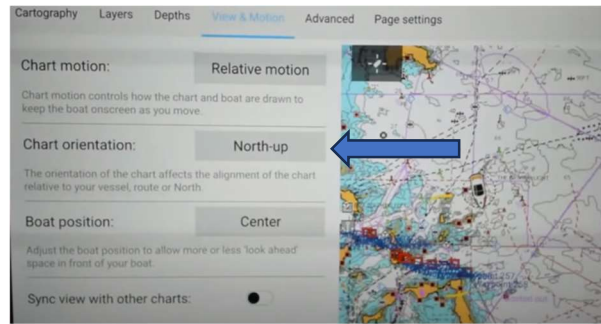 Cartography Layers Depths View & Motion Advanced Page settings
Chart motion: Relative motion
Chart motion controls how the chart and boat are drawn to
keep the boat onscreen as you move.
Chart orientation: North-up
The orientation of the chart affects the alignment of the chart
relative to your vessel, route or North.
Boat position: Center
Adjust the boat position to allow more or less 'look ahead'
space in front of your boat.
Sync view with other charts: